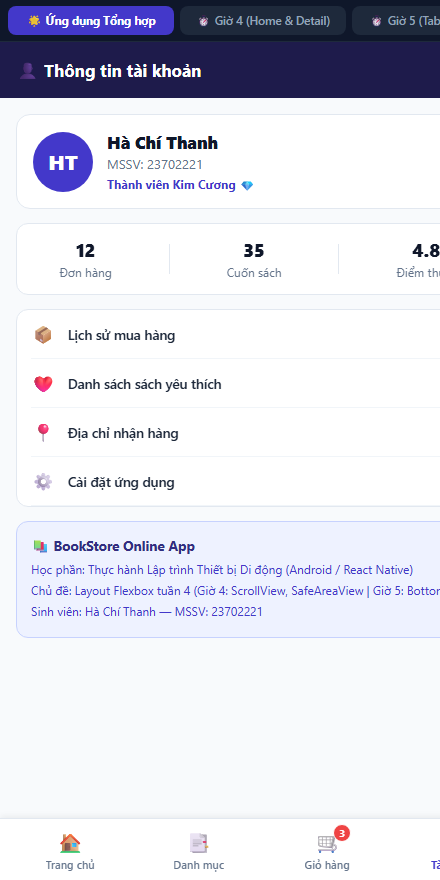 Ứng dụng Tổng hợp Giờ 4 (Home & Detail) Giờ 5 (Tab
Thông tin tài khoản
HT
Hà Chí Thanh
MSSV: 23702221
Thành viên Kim Cương
12 35 4.8
Đơn hàng Cuốn sách Điểm
Lịch sử mua hàng
Danh sách sách yêu thích
Địa chỉ nhận hàng
Cài đặt ứng dụng
BookStore Online App
Học phần: Thực hành Lập trình Thiết bị Di động (Android / React Native)
Chủ đề: Layout Flexbox tuần 4 (Giờ 4: ScrollView, SafeAreaView | Giờ 5:
Sinh viên: Hà Chí Thanh — MSSV: 23702221
3
Trang chủ Danh mục Giỏ hàng